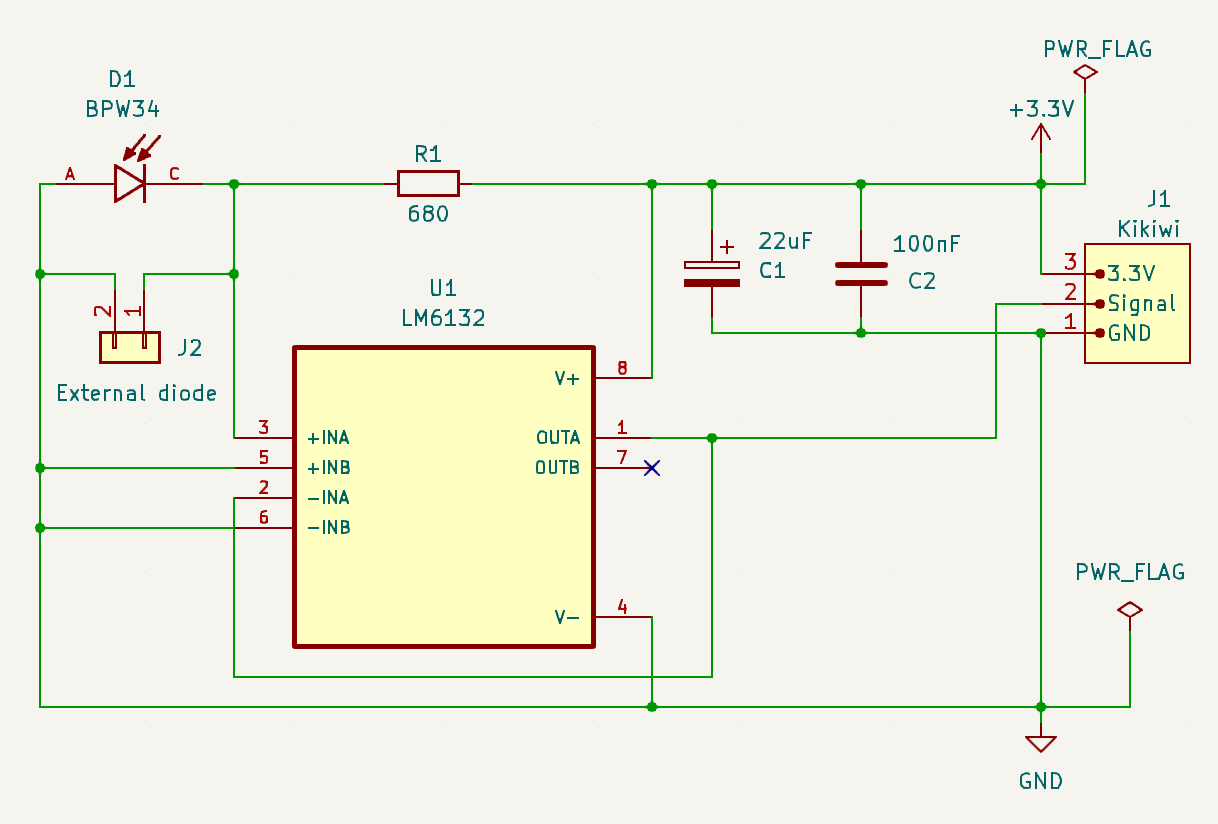 PWR_FLAG
D1
BPW34
+3.3V
A
C
R1
680
J1
Kikiwi
+
22uF
C1
100nF
C2
3
3.3V
2
Signal
1
GND
2
1
J2
External diode
U1
LM6132
V+
8
3
+INA
OUTA
1
5
+INB
OUTB
7
2
−INA
6
−INB
V−
4
PWR_FLAG
GND